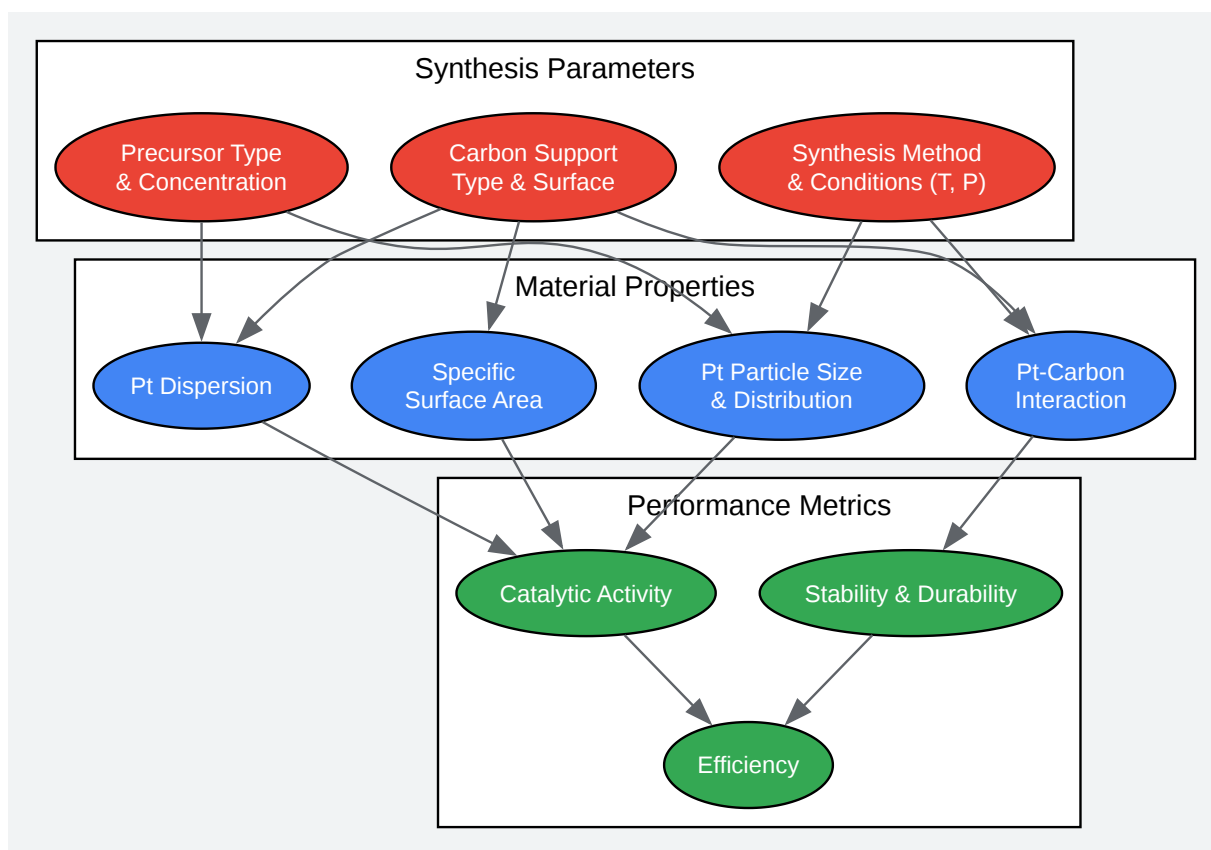 Synthesis Parameters
Precursor Type
& Concentration
Carbon Support
Type & Surface
Synthesis Method
& Conditions (T, P)
Material Properties
Pt Dispersion
Specific
Surface Area
Pt Particle Size
& Distribution
Pt-Carbon
Interaction
Performance Metrics
Catalytic Activity
Stability & Durability
Efficiency